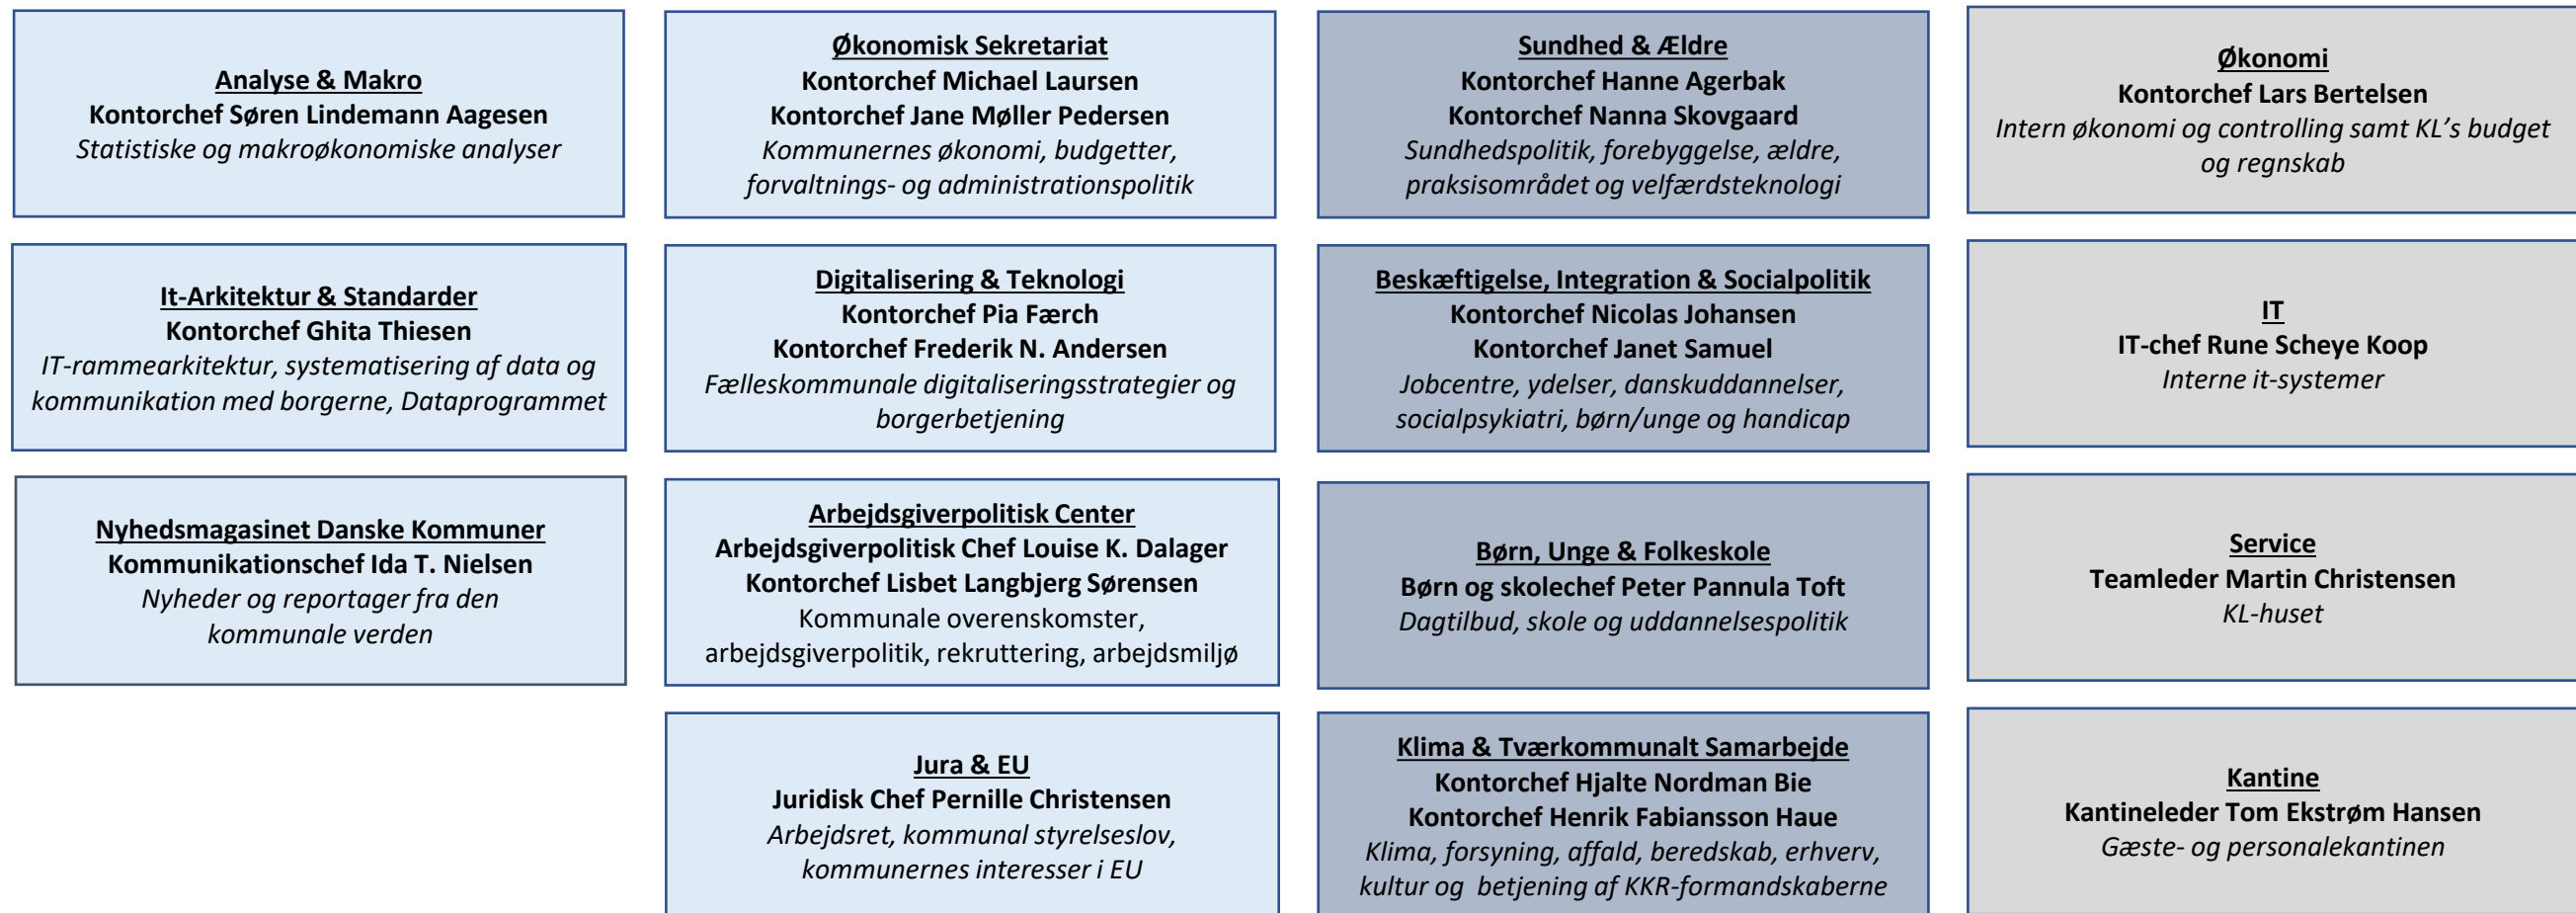 Analyse & Makro
Kontorchef Søren Lindemann Aagesen
Statistiske og makroøkonomiske analyser
Økonomisk Sekretariat
Kontorchef Michael Laursen
Kontorchef Jane Møller Pedersen
Kommunernes økonomi, budgetter,
forvaltnings- og administrationspolitik
Sundhed & Ældre
Kontorchef Hanne Agerbak
Kontorchef Nanna Skovgaard
Sundhedspolitik, forebyggelse, ældre,
praksisområdet og velfærdsteknologi
Økonomi
Kontorchef Lars Bertelsen
Intern økonomi og controlling samt KL's budget
og regnskab
It-Arkitektur & Standarder
Kontorchef Ghita Thiesen
IT-rammearkitektur, systematisering af data og
kommunikation med borgerne, Dataprogrammet
Digitalisering & Teknologi
Kontorchef Pia Færch
Kontorchef Frederik N. Andersen
Fælleskommunale digitaliseringsstrategier og
borgerbetjening
Beskæftigelse, Integration & Socialpolitik
Kontorchef Nicolas Johansen
Kontorchef Janet Samuel
Jobcentre, ydelser, danskuddannelser,
socialpsykiatri, børn/unge og handicap
IT
IT-chef Rune Scheye Koop
Interne it-systemer
Nyhedsmagasinet Danske Kommuner
Kommunikationschef Ida T. Nielsen
Nyheder og reportager fra den
kommunale verden
Arbejdsgiverpolitisk Center
Arbejdsgiverpolitisk Chef Louise K. Dalager
Kontorchef Lisbet Langbjerg Sørensen
Kommunale overenskomster,
arbejdsgiverpolitik, rekruttering, arbejdsmiljø
Børn, Unge & Folkeskole
Børn og skolechef Peter Pannula Toft
Dagtilbud, skole og uddannelsespolitik
Service
Teamleder Martin Christensen
KL-huset
Jura & EU
Juridisk Chef Pernille Christensen
Arbejdsret, kommunal styrelseslov,
kommunernes interesser i EU
Klima & Tværkommunalt Samarbejde
Kontorchef Hjalte Nordman Bie
Kontorchef Henrik Fabiansson Haue
Klima, forsyning, affald, beredskab, erhverv,
kultur og  betjening af KKR-formandskaberne
Kantine
Kantineleder Tom Ekstrøm Hansen
Gæste- og personalekantinen